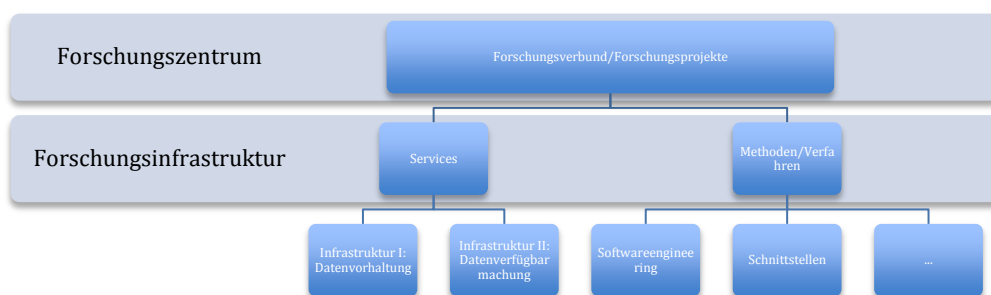 Forschungszentrum
Forschungsverbund/Forschungsprojekte
Forschungsinfrastruktur
Services
Methoden/Verfa
hren
Infrastruktur I:
Datenvorhaltung
Infrastruktur II:
Datenverfügbar
machung
Softwareenginee
ring
Schnittstellen
...